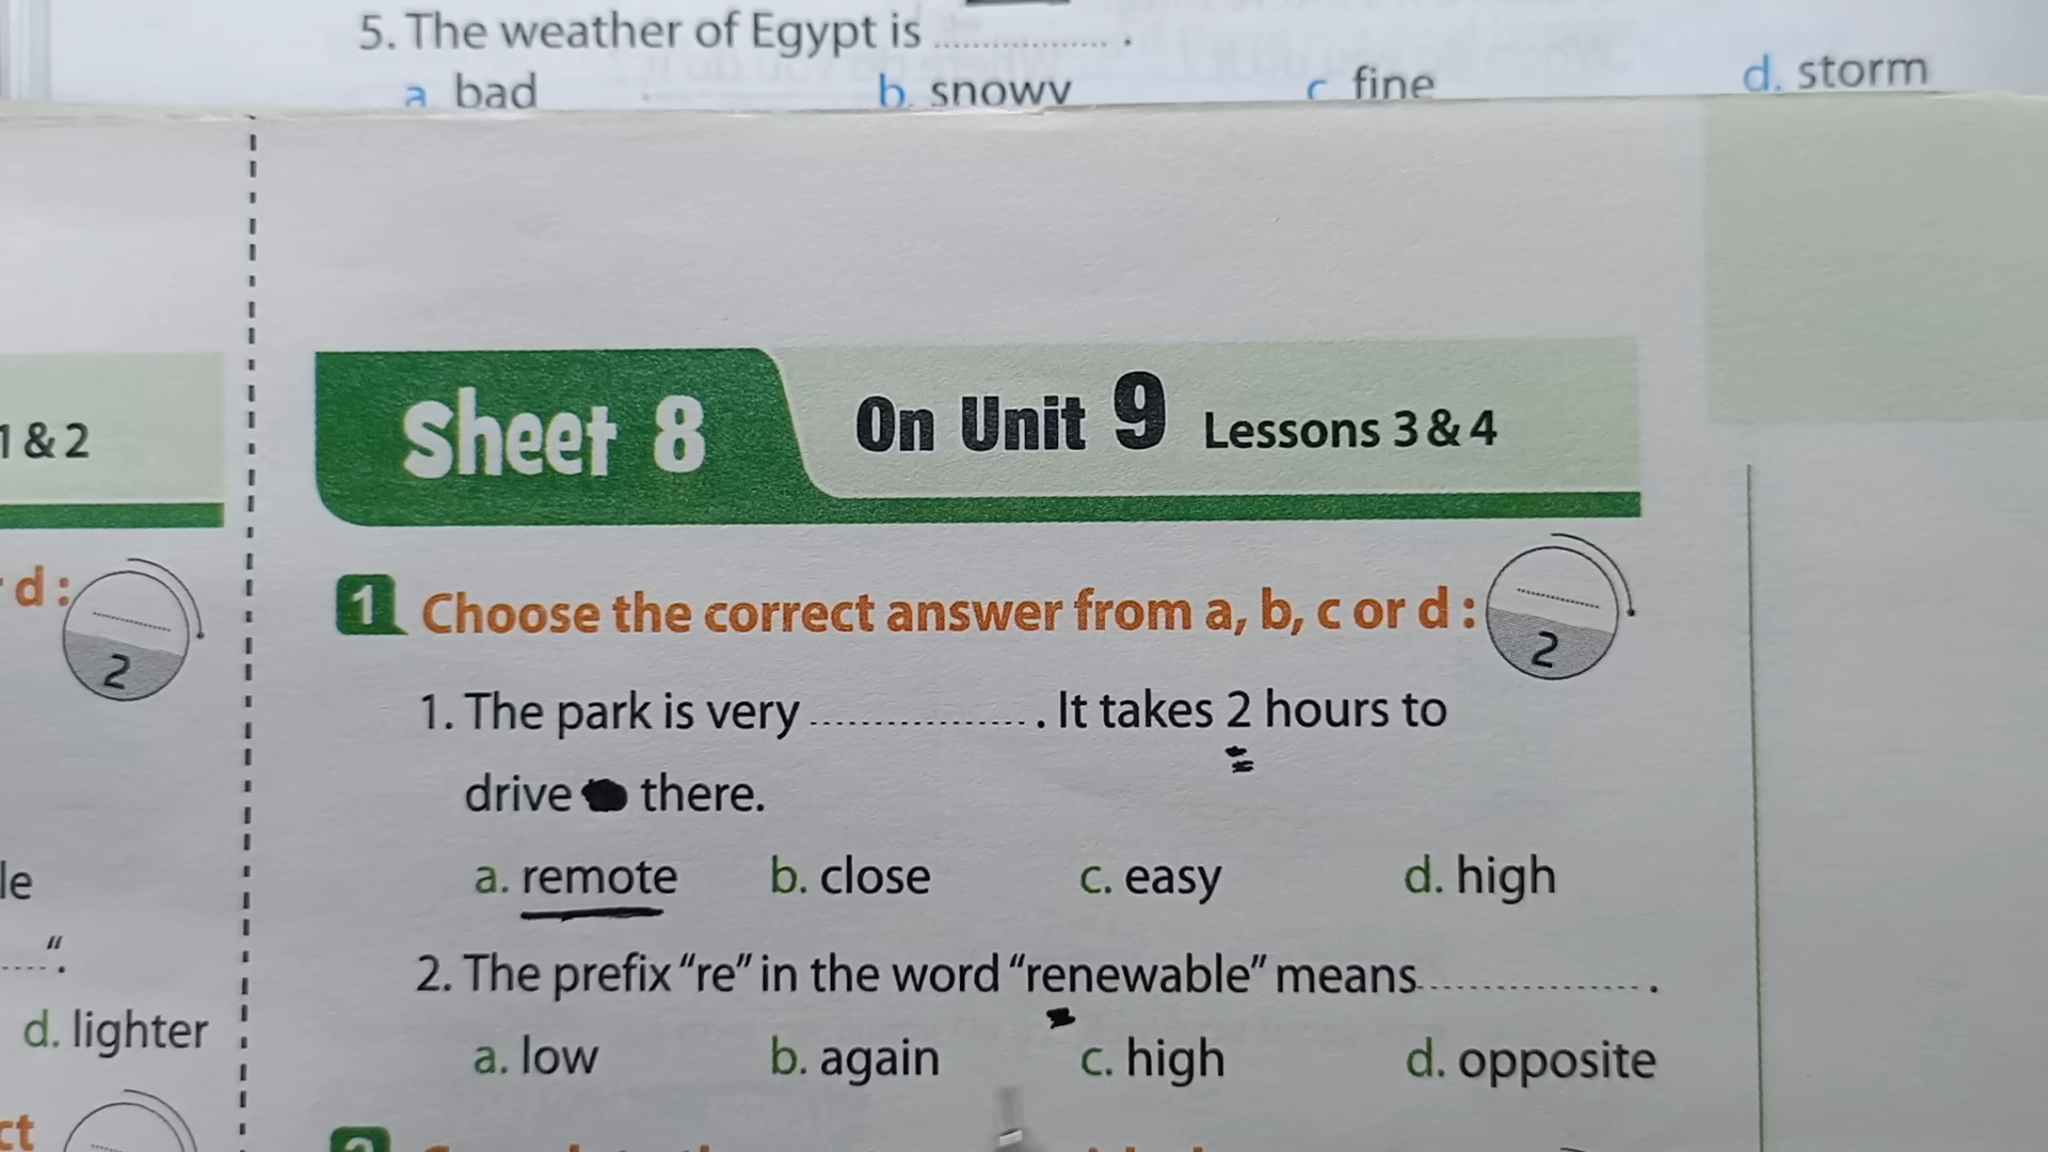 5. The weather of Egypt is .................. .
a bad b. snowy c fine d. storm
1 & 2
Sheet 8 On Unit 9 Lessons 3 & 4
d :
2
1 Choose the correct answer from a, b, c or d :
2
1. The park is very .................. . It takes 2 hours to
drive there.
a. remote b. close c. easy d. high
le
2. The prefix “re” in the word “renewable” means.................. .
.....“.
d. lighter
a. low b. again c. high d. opposite
ct